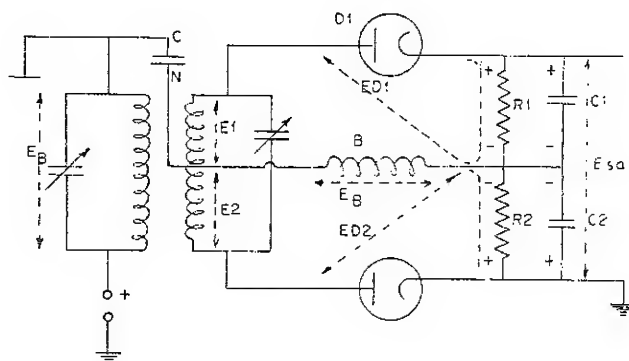 D1
C
N
ED1
+
+
R1
C1
E1
EB
B
-
-
Esa
-
-
E2
EB
R2
C2
ED2
+
+
+